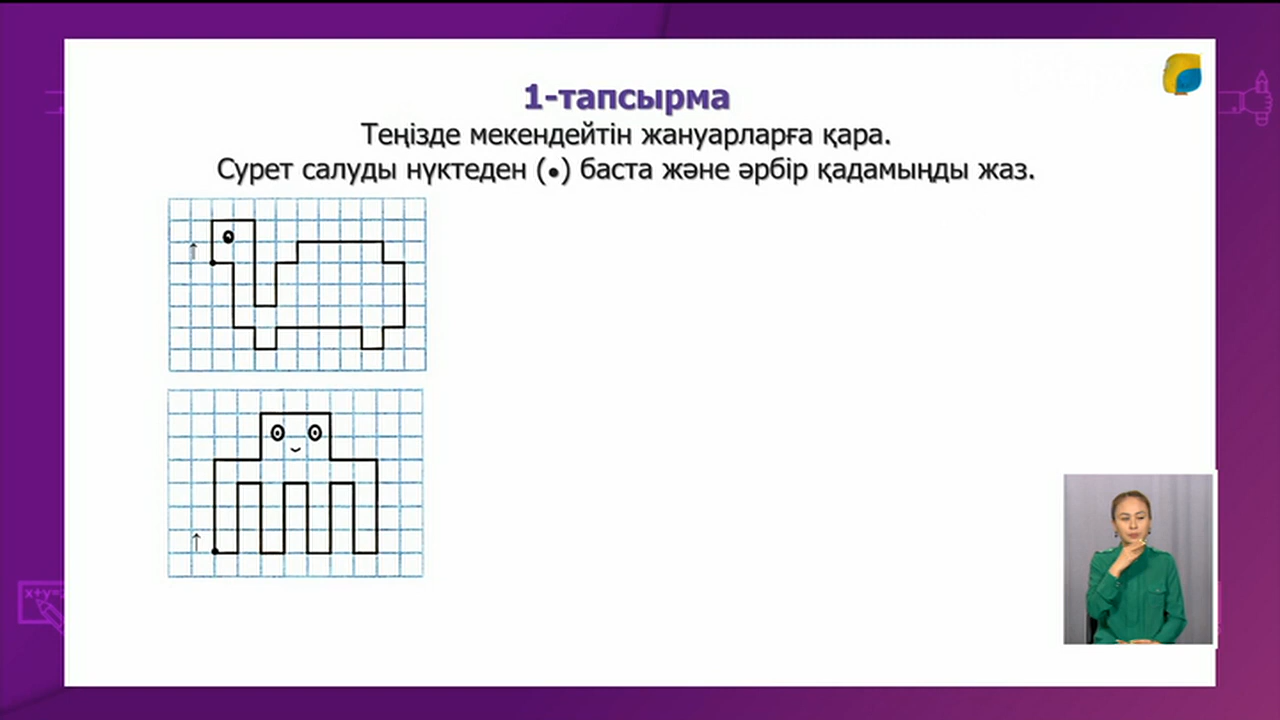 1-тапсырма
Теңізде мекендейтін жануарларға қара.
Сурет салуды нүктеден (•) баста және әрбір қадамыңды жаз.
x+y=